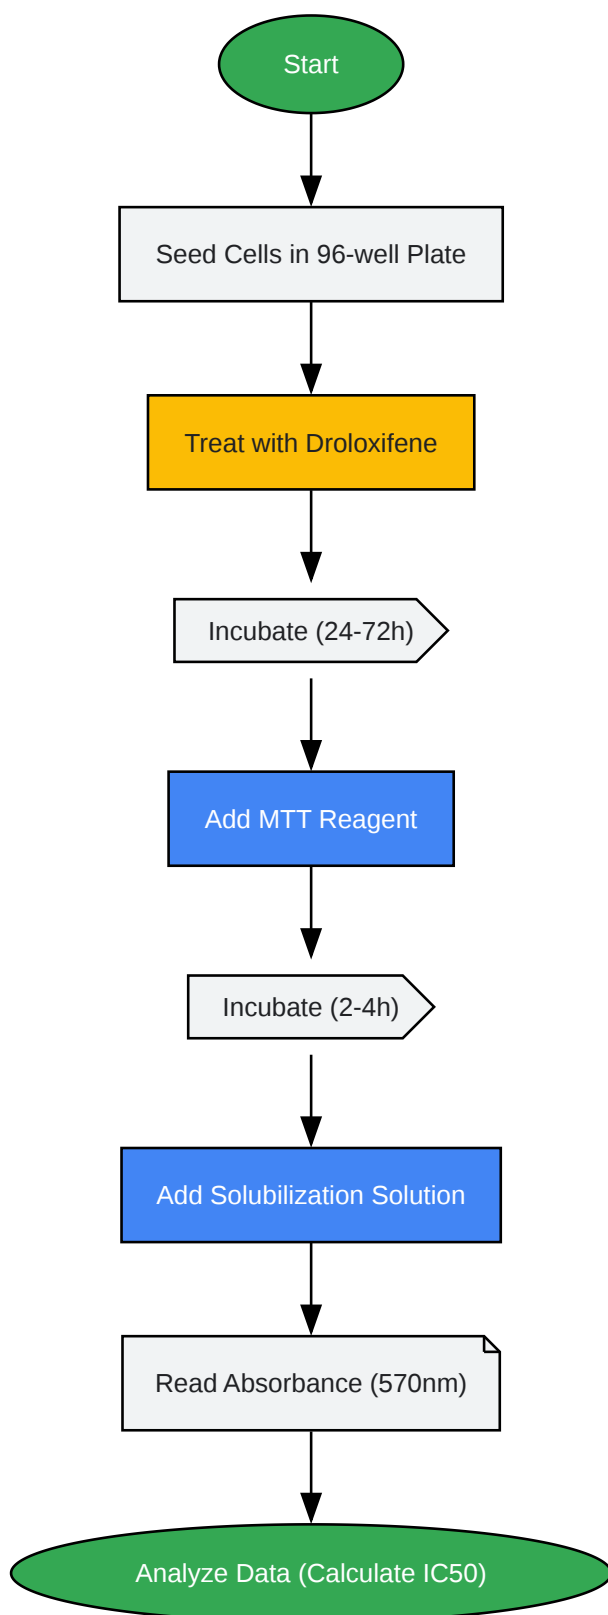 Start
Seed Cells in 96-well Plate
Treat with Droloxifene
Incubate (24-72h)
Add MTT Reagent
Incubate (2-4h)
Add Solubilization Solution
Read Absorbance (570nm)
Analyze Data (Calculate IC50)